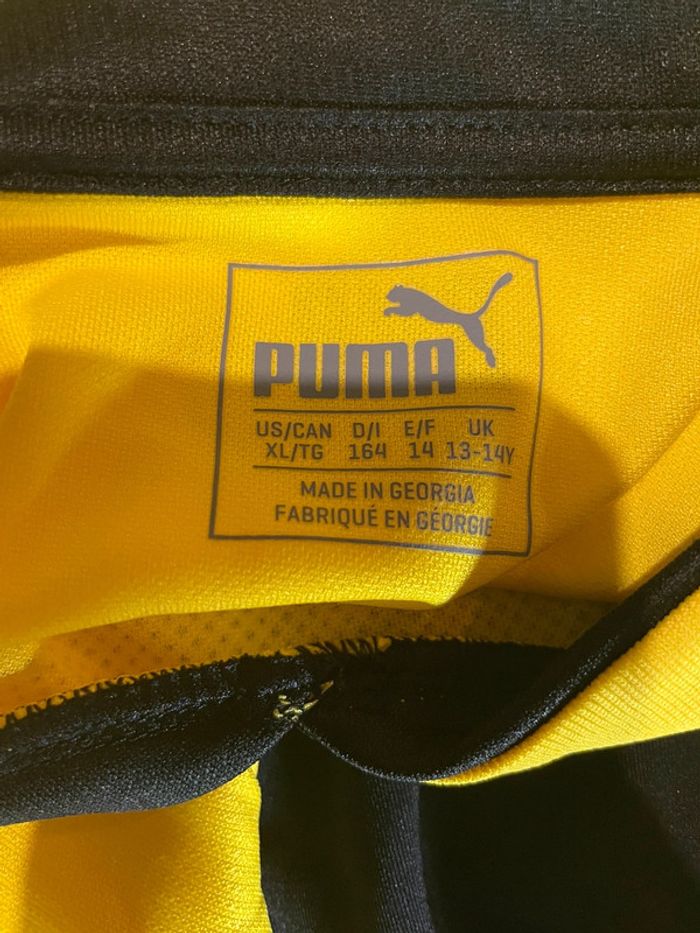 PUMA
US/CAN D/I E/F UK
XL/TG 164 14 13-14Y
MADE IN GEORGIA
FABRIQUÉ EN GÉORGIE